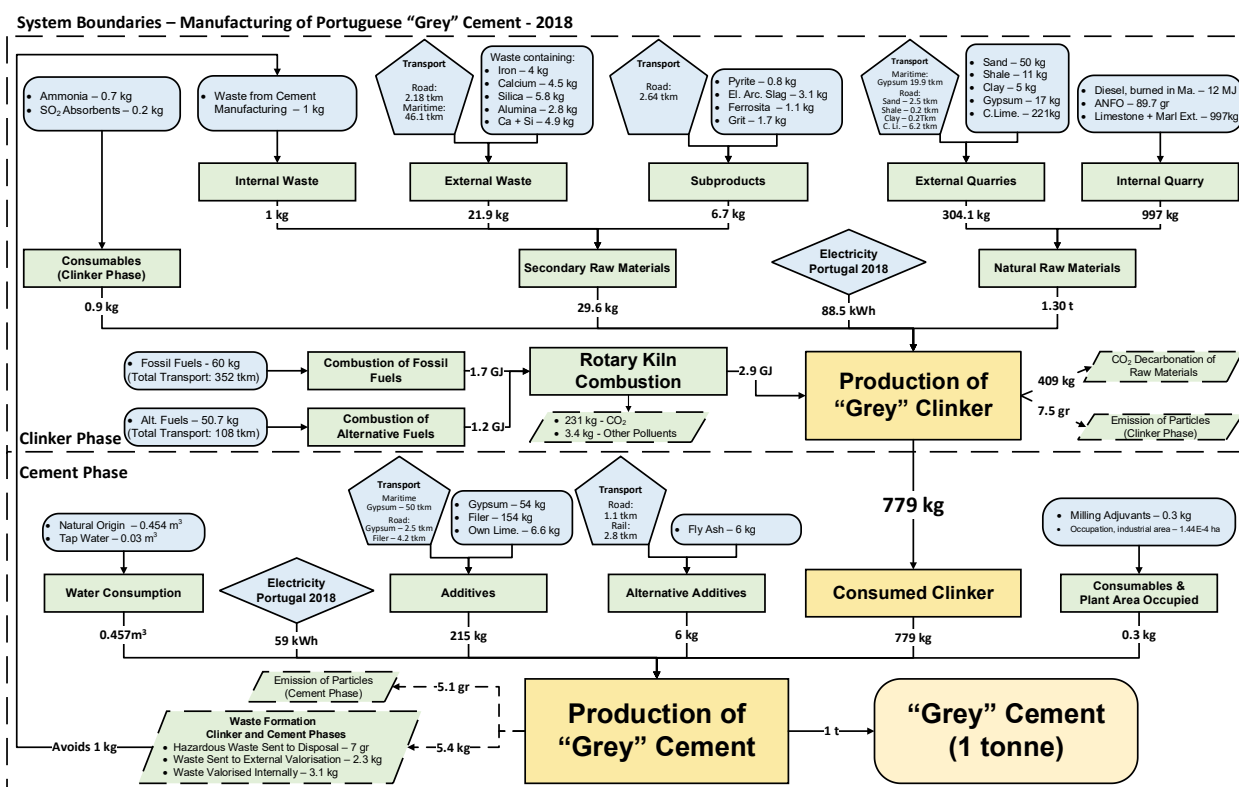 System Boundaries – Manufacturing of Portuguese “Grey” Cement - 2018
• Ammonia – 0.7 kg
• SO2 Absorbents – 0.2 kg
• Waste from Cement
Manufacturing – 1 kg
Transport
Road:
2.18 tkm
Maritime:
46.1 tkm
Waste containing:
• Iron – 4 kg
• Calcium – 4.5 kg
• Silica – 5.8 kg
• Alumina – 2.8 kg
• Ca + Si – 4.9 kg
Transport
Road:
2.64 tkm
• Pyrite – 0.8 kg
• El. Arc. Slag – 3.1 kg
• Ferrosita – 1.1 kg
• Grit – 1.7 kg
Transport
Maritime:
Gypsum 19.9 tkm
Road:
Sand – 2.5 tkm
Shale – 0.2 tkm
Clay – 0.2Tkm
C. Li. – 6.2 tkm
• Sand – 50 kg
• Shale – 11 kg
• Clay – 5 kg
• Gypsum – 17 kg
• C.Lime. – 221kg
• Diesel, burned in Ma. – 12 MJ
• ANFO – 89.7 gr
• Limestone + Marl Ext. – 997kg
Internal Waste
External Waste
Subproducts
External Quarries
Internal Quarry
1 kg
21.9 kg
6.7 kg
304.1 kg
997 kg
Consumables
(Clinker Phase)
Secondary Raw Materials
Electricity
Portugal 2018
Natural Raw Materials
0.9 kg
29.6 kg
88.5 kWh
1.30 t
• Fossil Fuels - 60 kg
(Total Transport: 352 tkm)
Combustion of Fossil
Fuels
1.7 GJ
Rotary Kiln
Combustion
2.9 GJ
Production of
“Grey” Clinker
409 kg
CO2 Decarbonation of
Raw Materials
• Alt. Fuels – 50.7 kg
(Total Transport: 108 tkm)
Combustion of
Alternative Fuels
1.2 GJ
• 231 kg - CO2
• 3.4 kg - Other Polluents
7.5 gr
Emission of Particles
(Clinker Phase)
Clinker Phase
Cement Phase
• Natural Origin – 0.454 m3
• Tap Water – 0.03 m3
Transport
Maritime
Gypsum – 50 tkm
Road:
Gypsum – 2.5 tkm
Filer – 4.2 tkm
• Gypsum – 54 kg
• Filer – 154 kg
• Own Lime. – 6.6 kg
Transport
Road:
1.1 tkm
Rail:
2.8 tkm
• Fly Ash – 6 kg
779 kg
• Milling Adjuvants – 0.3 kg
• Occupation, industrial area – 1.44E-4 ha
Water Consumption
Electricity
Portugal 2018
Additives
Alternative Additives
Consumed Clinker
Consumables &
Plant Area Occupied
0.457m3
59 kWh
215 kg
6 kg
779 kg
0.3 kg
Emission of Particles
(Cement Phase)
5.1 gr
Waste Formation
Clinker and Cement Phases
• Hazardous Waste Sent to Disposal – 7 gr
• Waste Sent to External Valorisation – 2.3 kg
• Waste Valorised Internally – 3.1 kg
Avoids 1 kg
5.4 kg
Production of
“Grey” Cement
1 t
“Grey” Cement
(1 tonne)